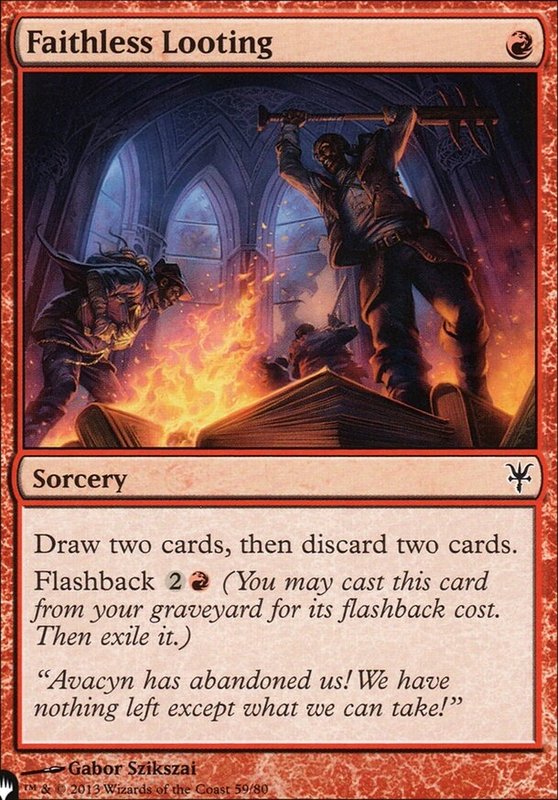 Faithless Looting
Sorcery
Draw two cards, then discard two cards.
Flashback 2 (You may cast this card
from your graveyard for its flashback cost.
Then exile it.)
“Avacyn has abandoned us! We have
nothing left except what we can take!”
Gabor Szikszai
™ & © 2013 Wizards of the Coast 59/80